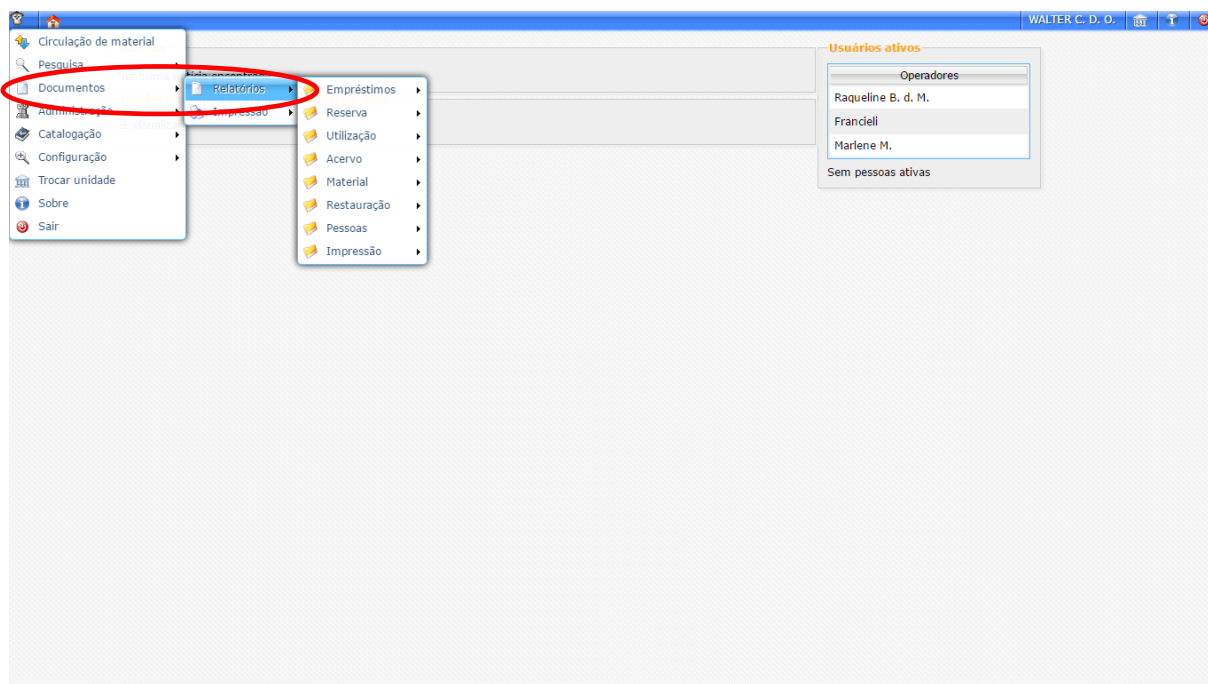 WALTER C. D. O.
Circulação de material
Pesquisa
Documentos
Administração
Catalogação
Configuração
Trocar unidade
Sobre
Sair
Relatórios
Impressão
Empréstimos
Reserva
Utilização
Acervo
Material
Restauração
Pessoas
Impressão
Usuários ativos
Operadores
Raqueline B. d. M.
Francieli
Marlene M.
Sem pessoas ativas